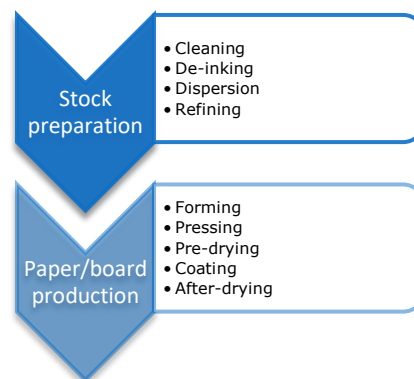 Stock
preparation
• Cleaning
• De-inking
• Dispersion
• Refining
Paper/board
production
• Forming
• Pressing
• Pre-drying
• Coating
• After-drying